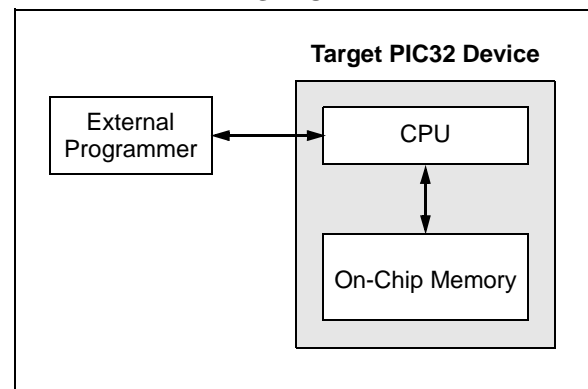 Target PIC32 Device
External
Programmer
CPU
On-Chip Memory